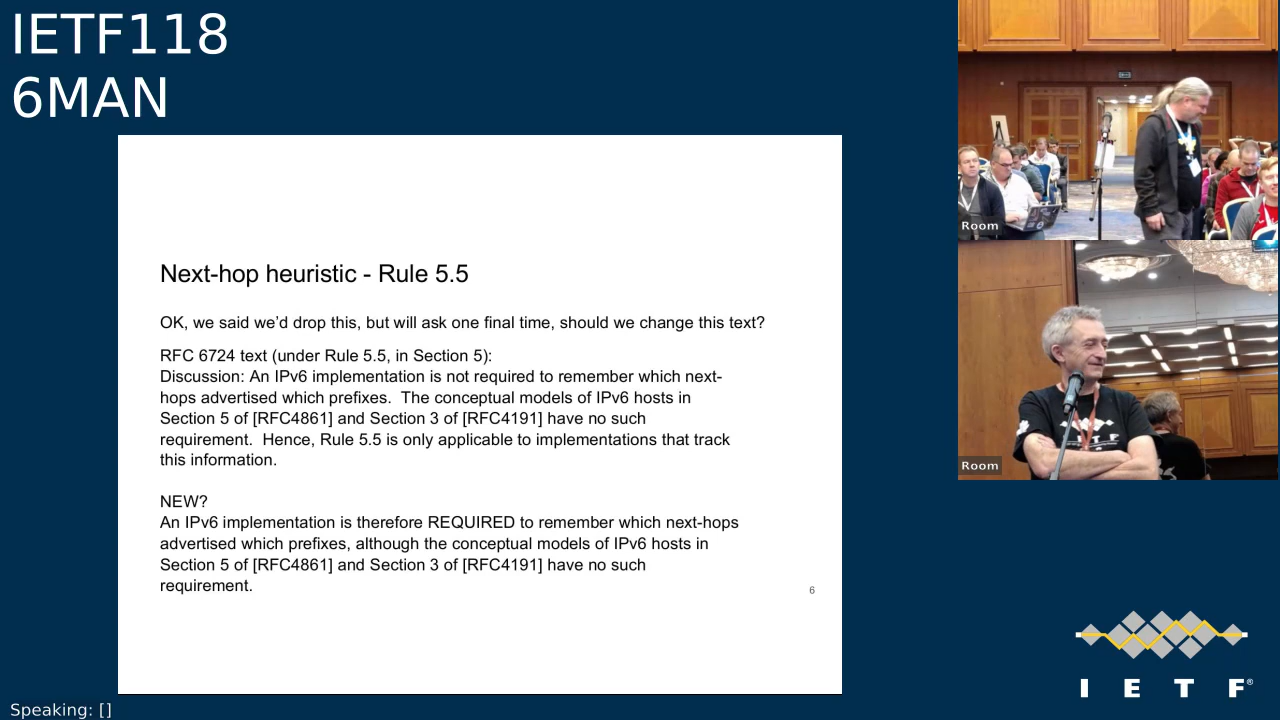 IETF118
6MAN
Next-hop heuristic - Rule 5.5
OK, we said we’d drop this, but will ask one final time, should we change this text?
RFC 6724 text (under Rule 5.5, in Section 5):
Discussion: An IPv6 implementation is not required to remember which next-
hops advertised which prefixes.  The conceptual models of IPv6 hosts in
Section 5 of [RFC4861] and Section 3 of [RFC4191] have no such
requirement.  Hence, Rule 5.5 is only applicable to implementations that track
this information.
NEW?
An IPv6 implementation is therefore REQUIRED to remember which next-hops
advertised which prefixes, although the conceptual models of IPv6 hosts in
Section 5 of [RFC4861] and Section 3 of [RFC4191] have no such
requirement.
6
Room
Room
I E T F
I E T F®
Speaking: []